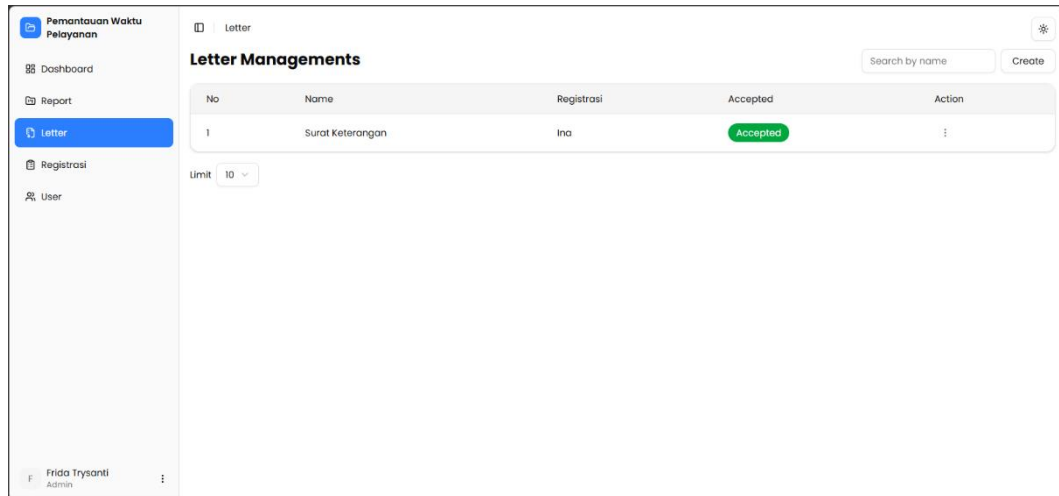 Pemantauan Waktu
Pelayanan
Dashboard
Report
Letter
Registrasi
User
Frida Trysanti
F
Admin
Letter
Letter Managements
Search by name
Create
No Name Registrasi Accepted Action
1 Surat Keterangan Ina Accepted
Limit 10